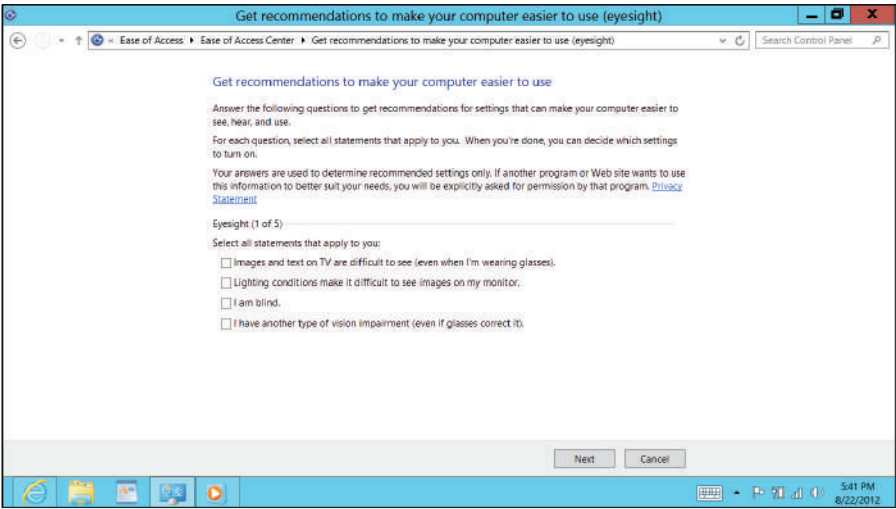 Get recommendations to make your computer easier to use (eyesight)
« Ease of Access Ease of Access Center Get recommendations to make your computer easier to use (eyesight)
Search Control Panel
Get recommendations to make your computer easier to use
Answer the following questions to get recommendations for settings that can make your computer easier to
see, hear, and use.
For each question, select all statements that apply to you. When you're done, you can decide which settings
to turn on.
Your answers are used to determine recommended settings only. If another program or Web site wants to use
this information to better suit your needs, you will be explicitly asked for permission by that program. Privacy
Statement
Eyesight (1 of 5)
Select all statements that apply to you:
Images and text on TV are difficult to see (even when I'm wearing glasses).
Lighting conditions make it difficult to see images on my monitor.
I am blind.
I have another type of vision impairment (even if glasses correct it).
Next Cancel
5:41 PM
8/22/2012